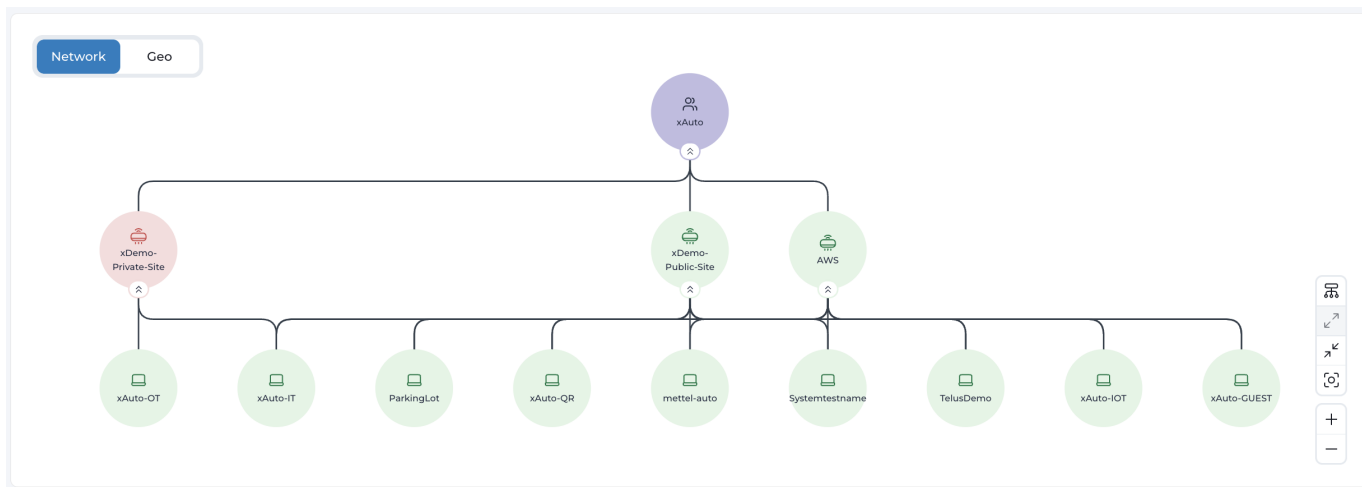 Network Geo
xAuto
xDemo-
Private-Site
xDemo-
Public-Site
AWS
xAuto-OT
xAuto-IT
ParkingLot
xAuto-QR
mettel-auto
Systemtestname
TelusDemo
xAuto-IOT
xAuto-GUEST